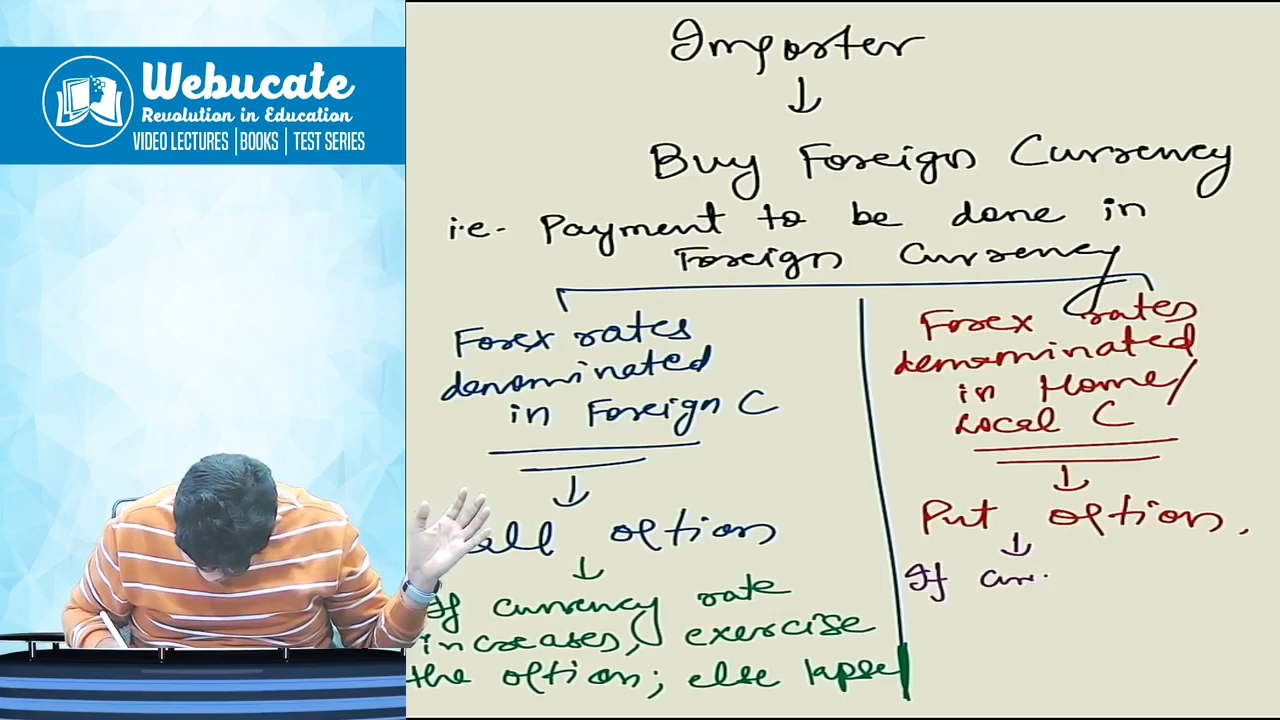 Webucate
Revolution in Education
VIDEO LECTURES | BOOKS | TEST SERIES
Importer
↓
Buy Foreign Currency
i.e. Payment to be done in
Foreign Currency
Forex rates
denominated
in Foreign C
↓
option
↓
If currency rate
increases, exercise
the option; else lapse
Forex rates
denominated
in Home/
Local C
↓
Put option.
↓
If